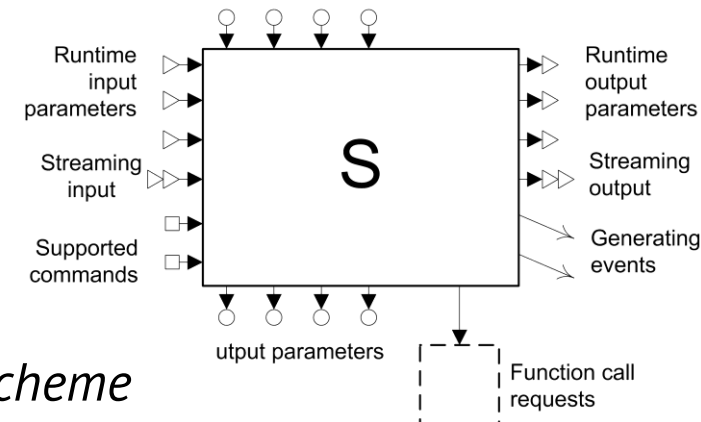 Runtime
input
parameters
Streaming
input
Supported
commands
S
Runtime
output
parameters
Streaming
output
Generating
events
utput parameters
Function call
requests
cheme